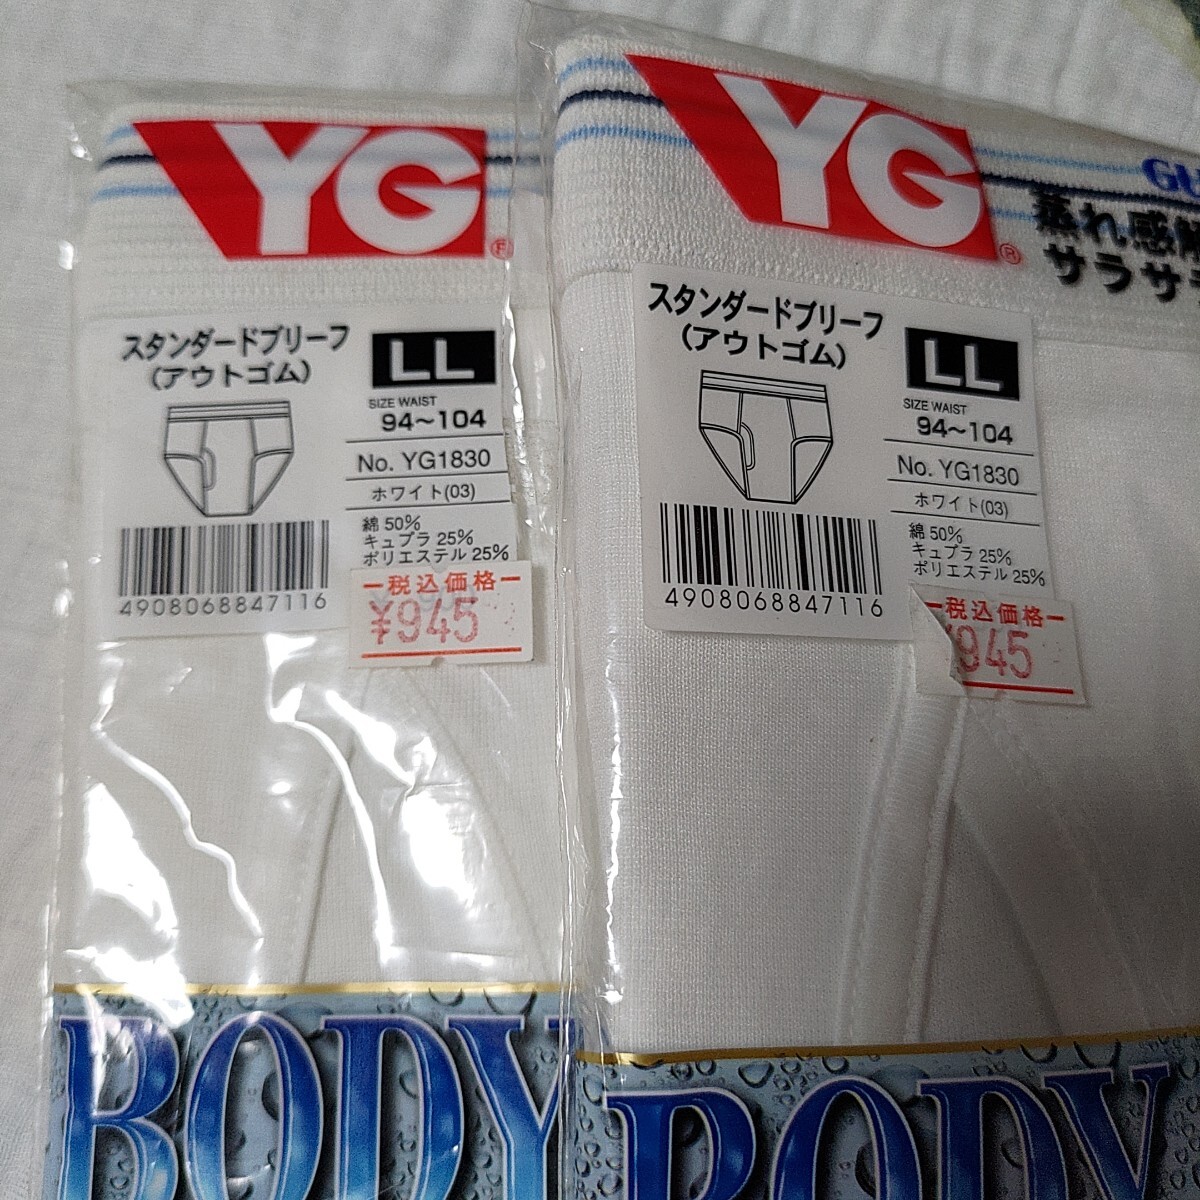 YG
®
スタンダードブリーフ
(アウトゴム)
LL
SIZE WAIST
94〜104
No. YG1830
ホワイト(03)
綿 50%
キュプラ 25%
ポリエステル 25%
4908068847116
税込価格
¥945
BODY
YG
®
GU
蒸れ感解
サラサラ
スタンダードブリーフ
(アウトゴム)
LL
SIZE WAIST
94〜104
No. YG1830
ホワイト(03)
綿 50%
キュプラ 25%
ポリエステル 25%
4908068847116
税込価格
¥945
BODY